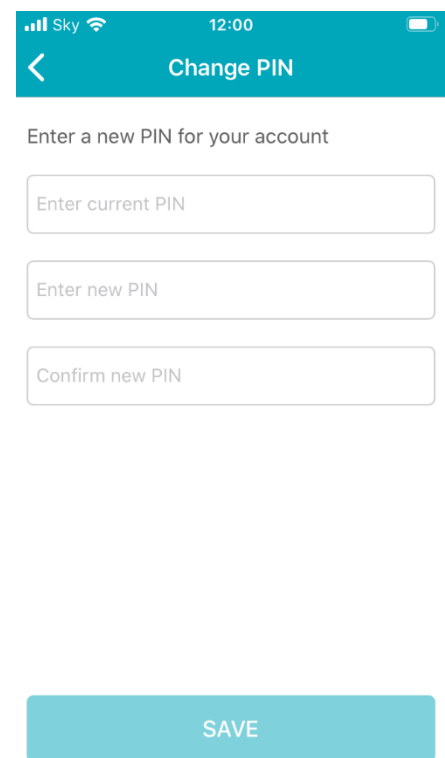 Sky 12:00
Change PIN
Enter a new PIN for your account
Enter current PIN
Enter new PIN
Confirm new PIN
SAVE